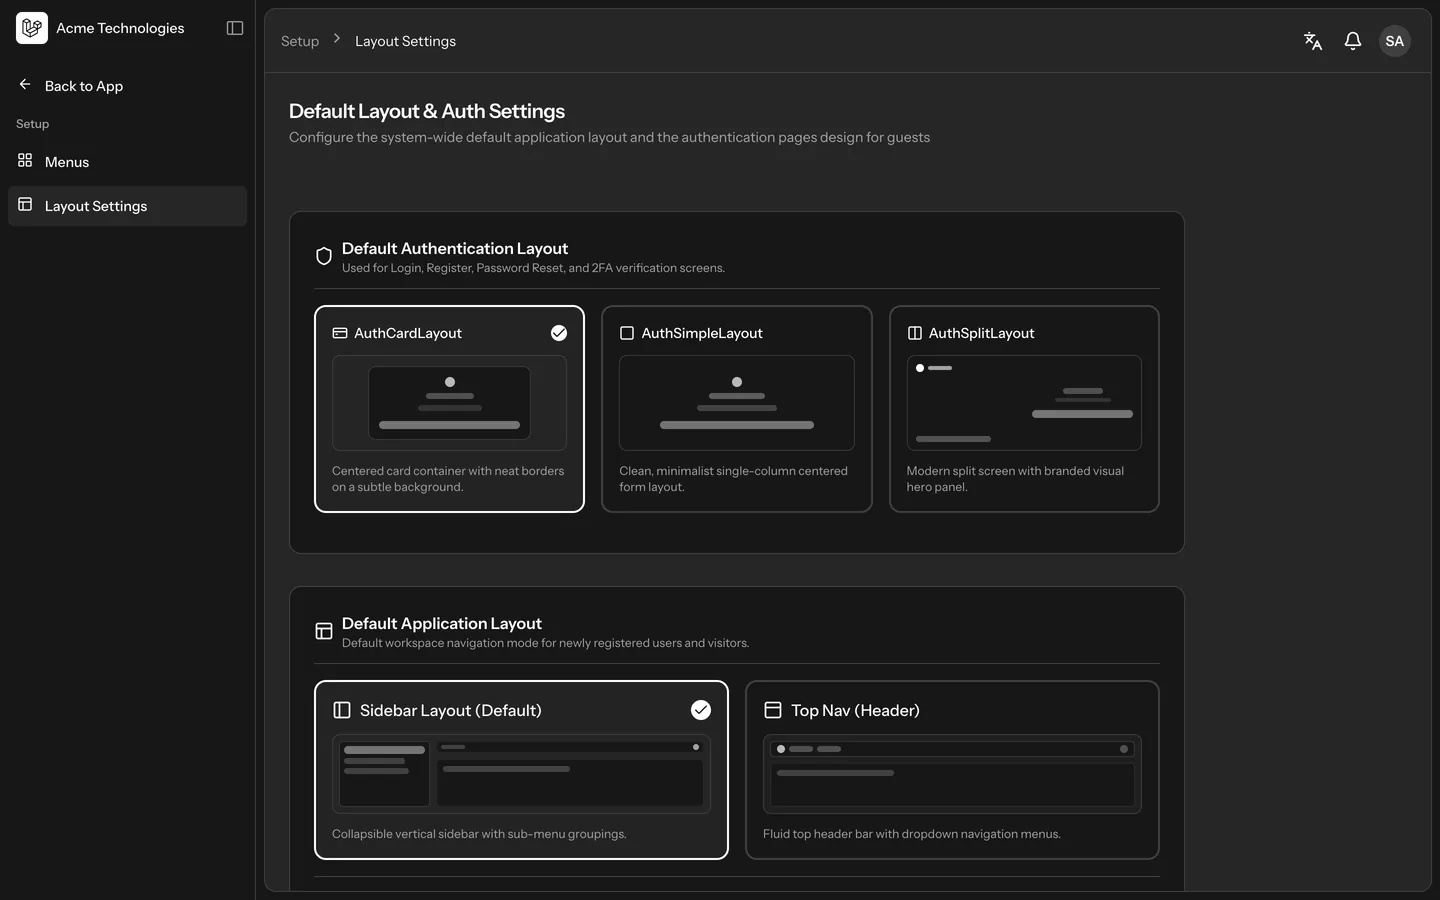 Acme Technologies
Back to App
Setup
Menus
Layout Settings
Setup
Layout Settings
SA
Default Layout & Auth Settings
Configure the system-wide default application layout and the authentication pages design for guests
Default Authentication Layout
Used for Login, Register, Password Reset, and 2FA verification screens.
AuthCardLayout
Centered card container with neat borders
on a subtle background.
AuthSimpleLayout
Clean, minimalist single-column centered
form layout.
AuthSplitLayout
Modern split screen with branded visual
hero panel.
Default Application Layout
Default workspace navigation mode for newly registered users and visitors.
Sidebar Layout (Default)
Collapsible vertical sidebar with sub-menu groupings.
Top Nav (Header)
Fluid top header bar with dropdown navigation menus.